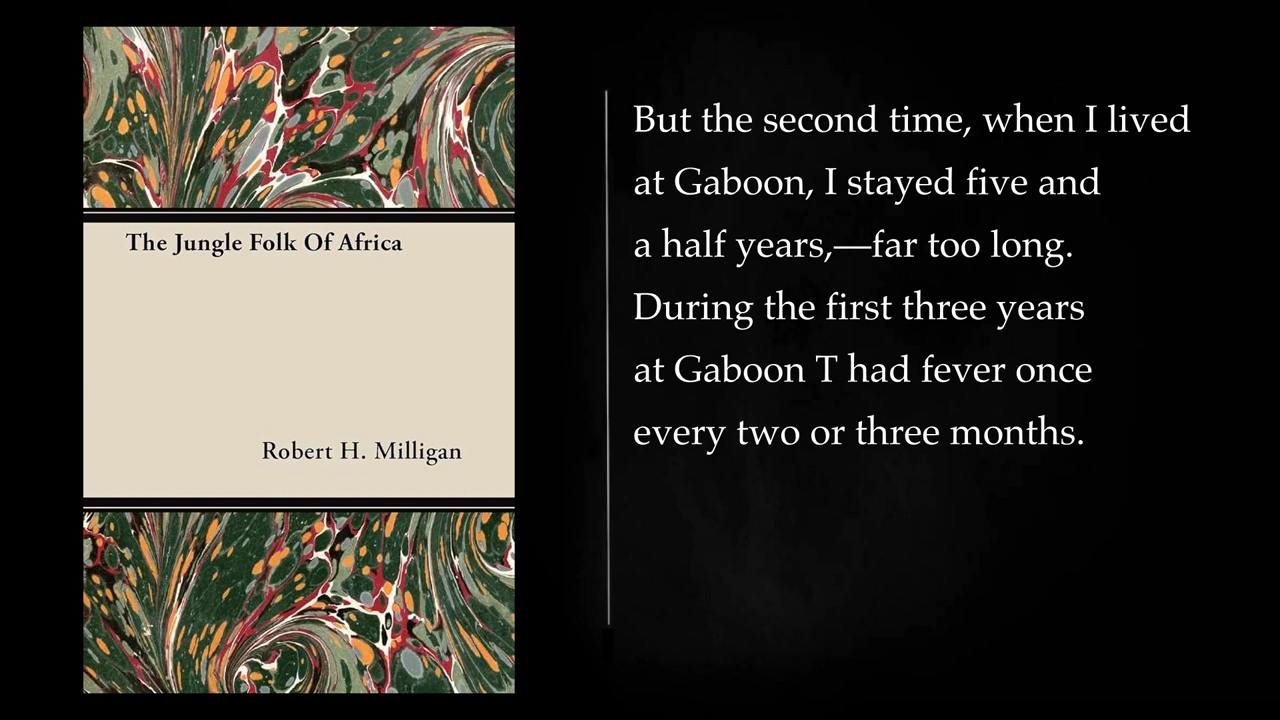 The Jungle Folk Of Africa
Robert H. Milligan
But the second time, when I lived
at Gaboon, I stayed five and
a half years,—far too long.
During the first three years
at Gaboon T had fever once
every two or three months.